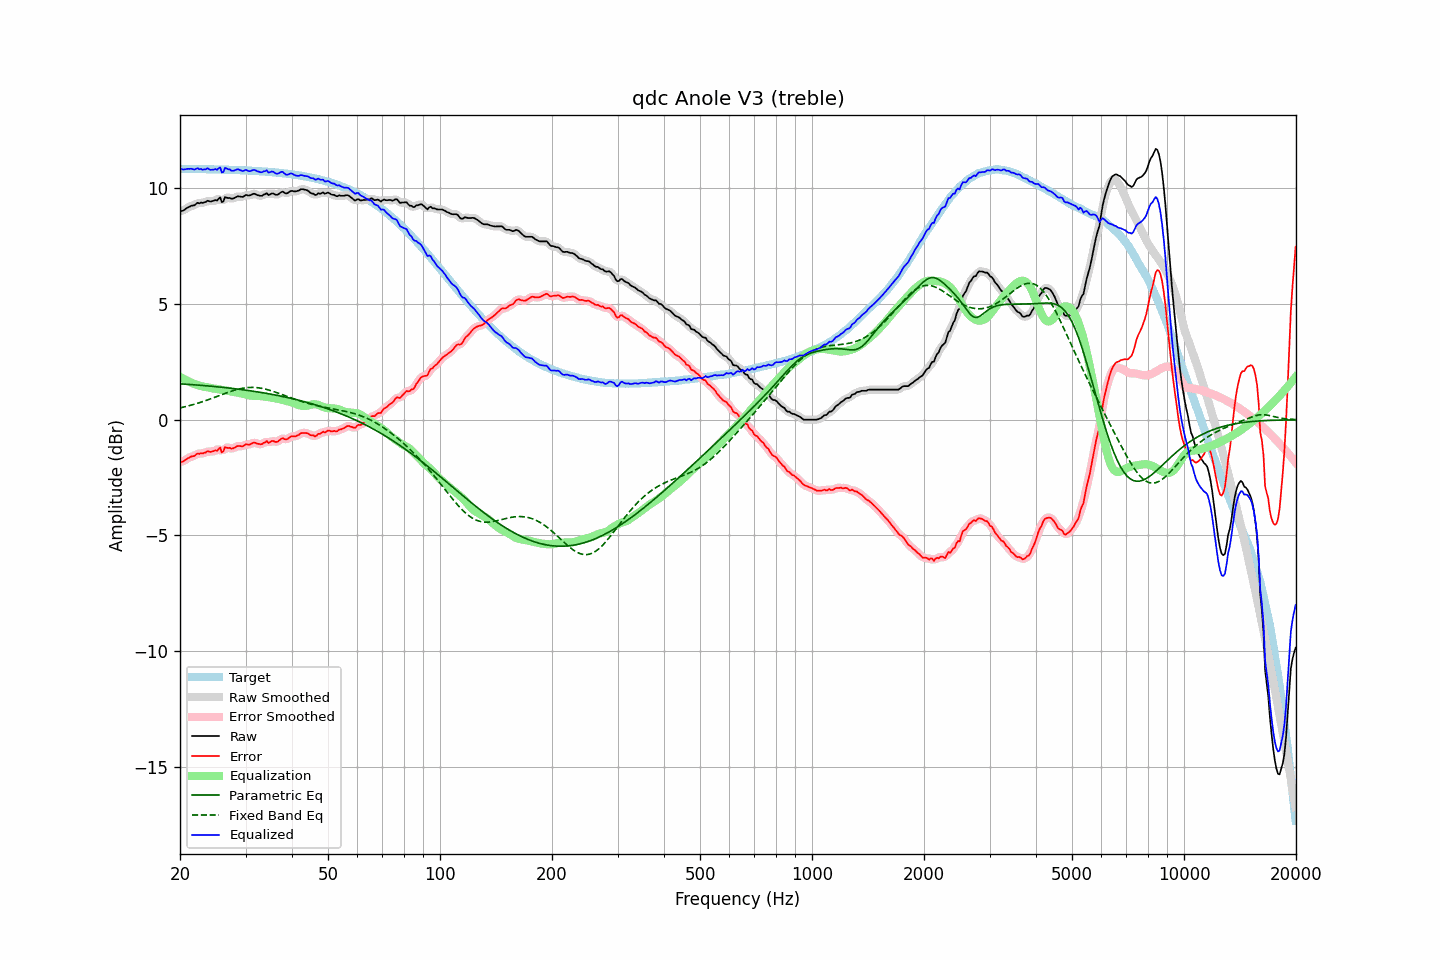 qdc Anole V3 (treble)
Amplitude (dBr)
10
5
0
−5
−10
−15
Target
Raw Smoothed
Error Smoothed
Raw
Error
Equalization
Parametric Eq
Fixed Band Eq
Equalized
20 50 100 200 500 1000 2000 5000 10000 20000
Frequency (Hz)